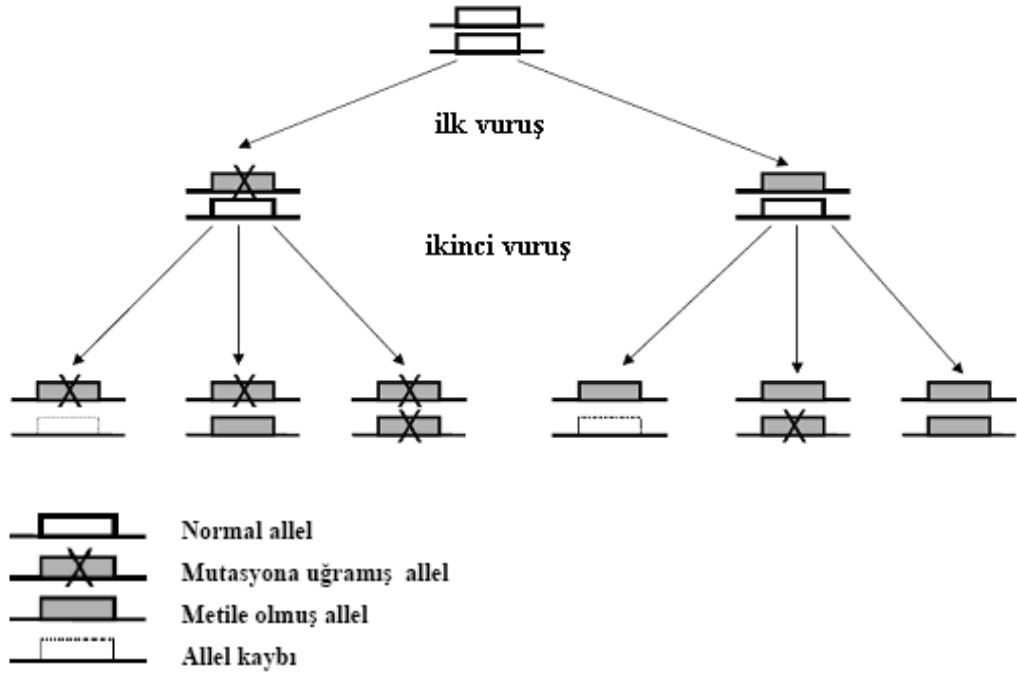 ilk vuruş
ikinci vuruş
Normal allel
Mutasyona uğramış allel
Metile olmuş allel
Allel kaybı